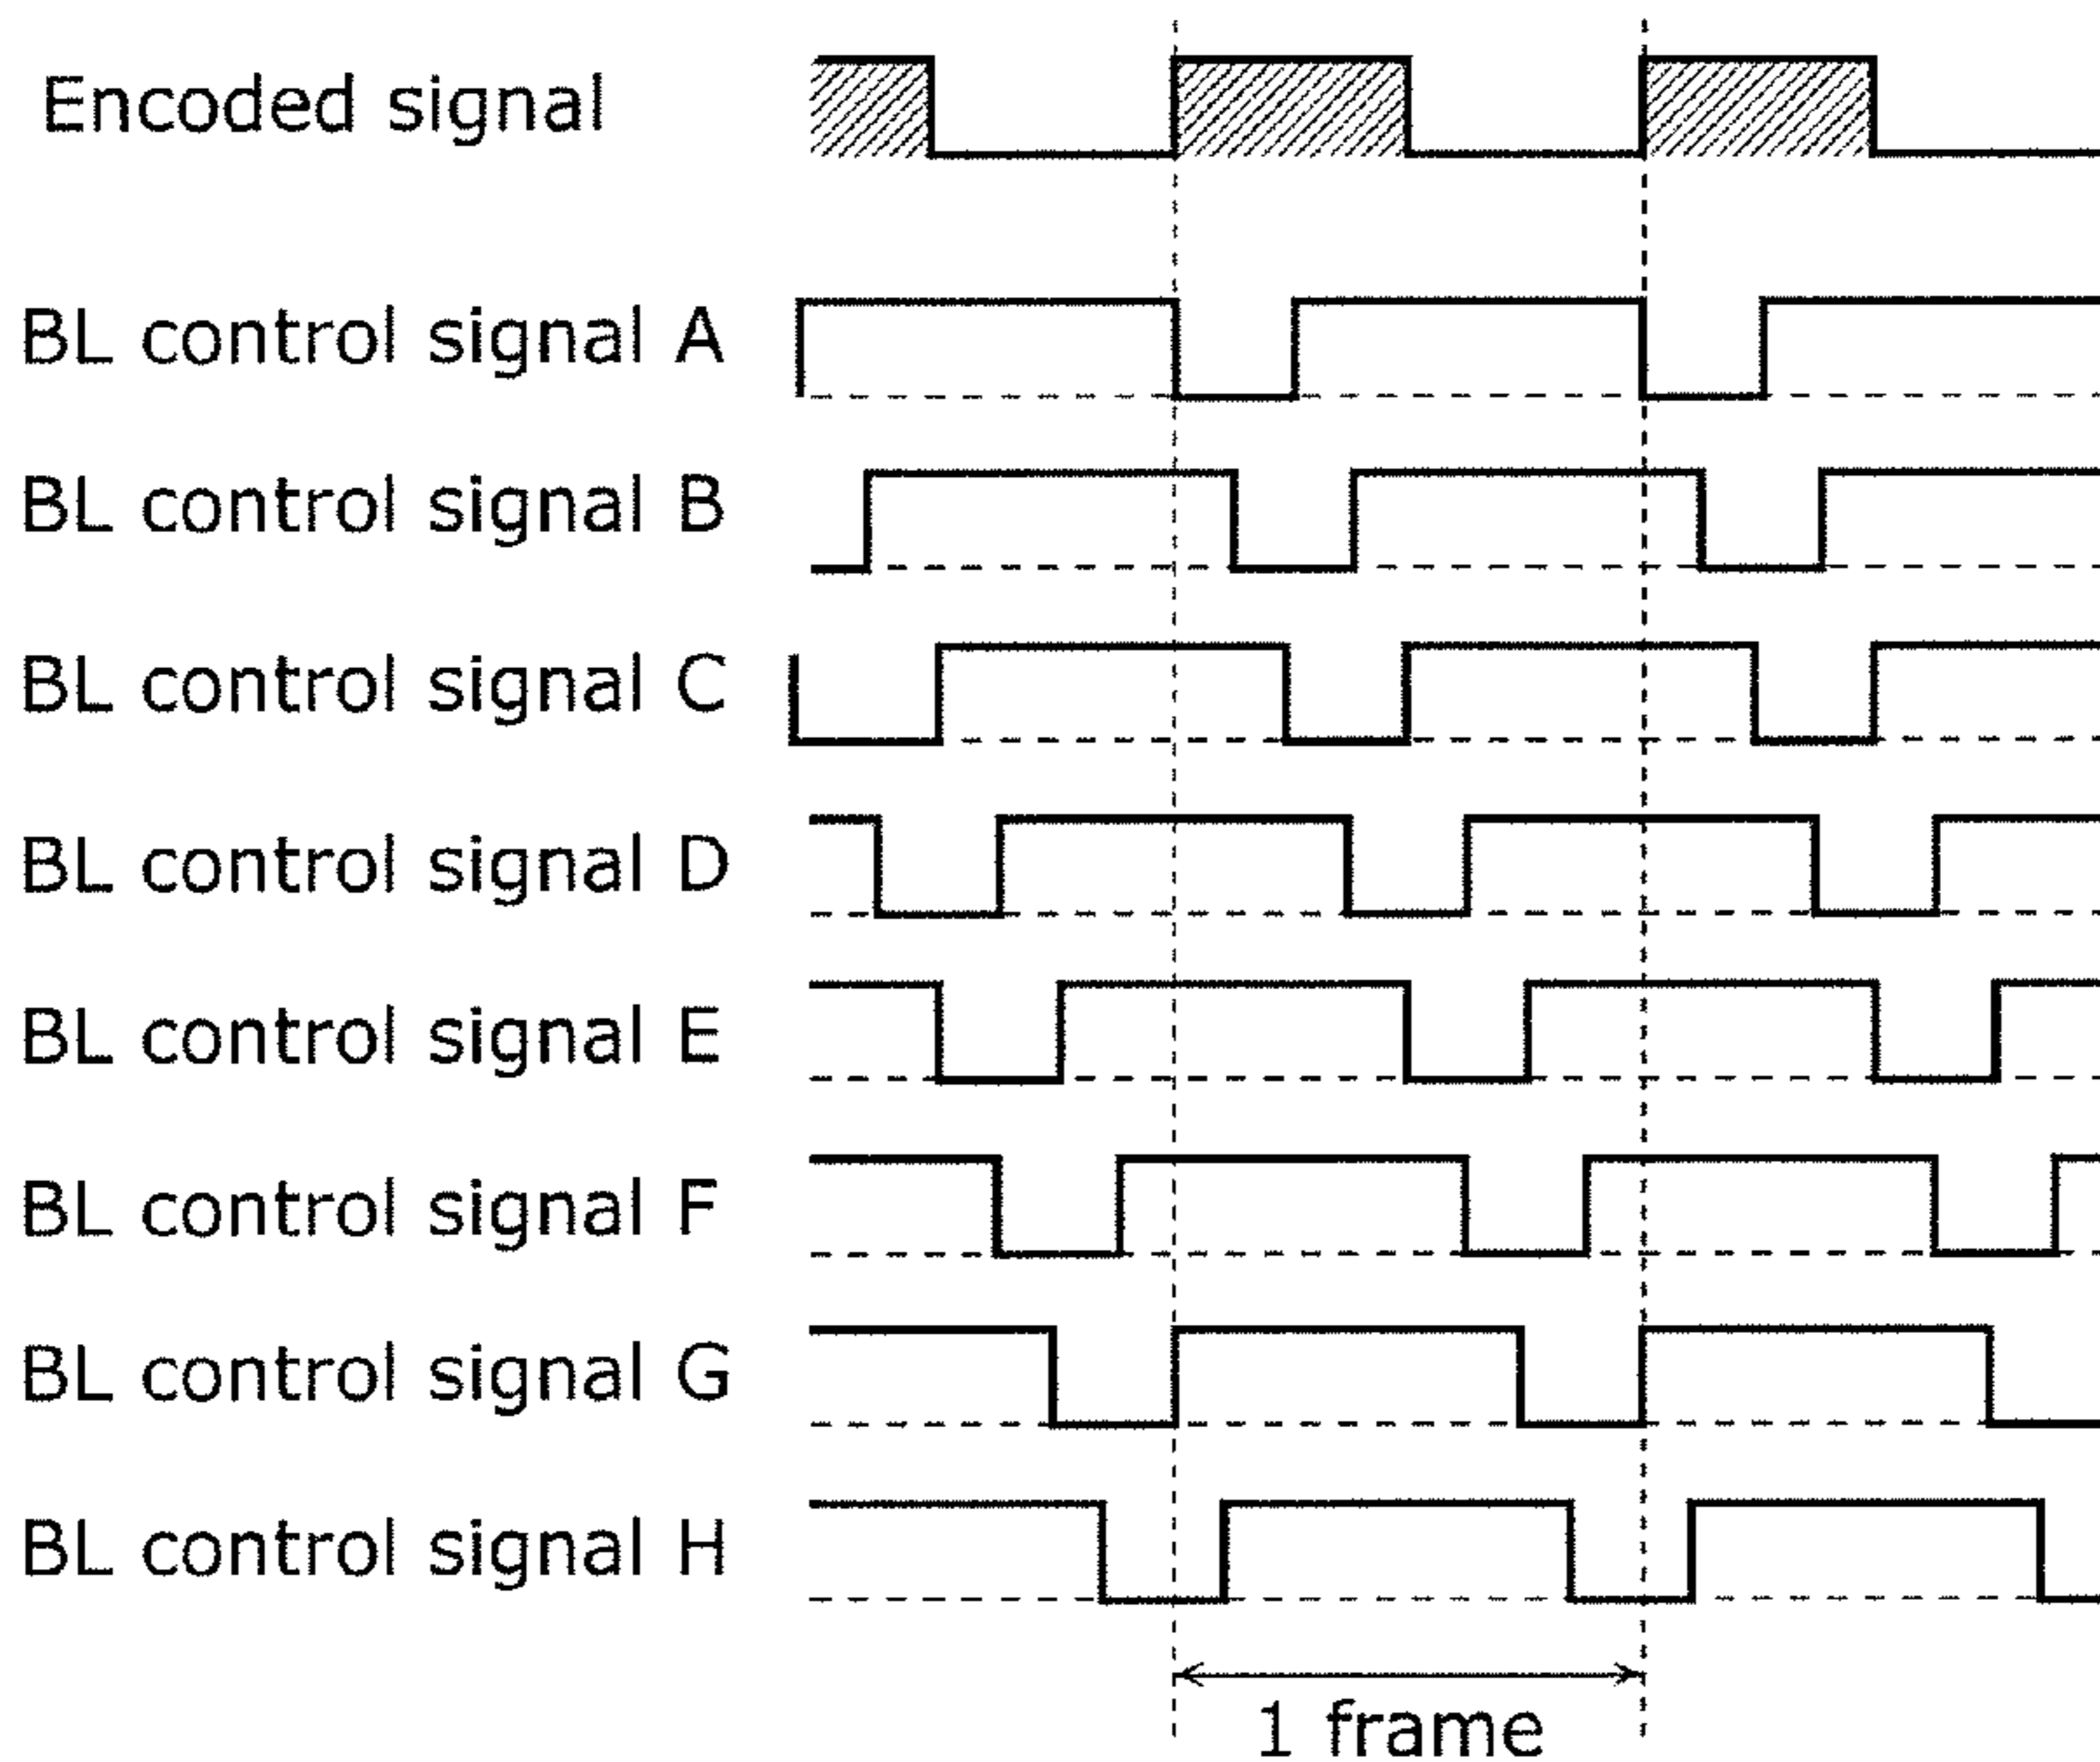 Encoded signal
BL control signal A
BL control signal B
BL control signal C
BL control signal D
BL control signal E
BL control signal F
BL control signal G
BL control signal H
1 frame